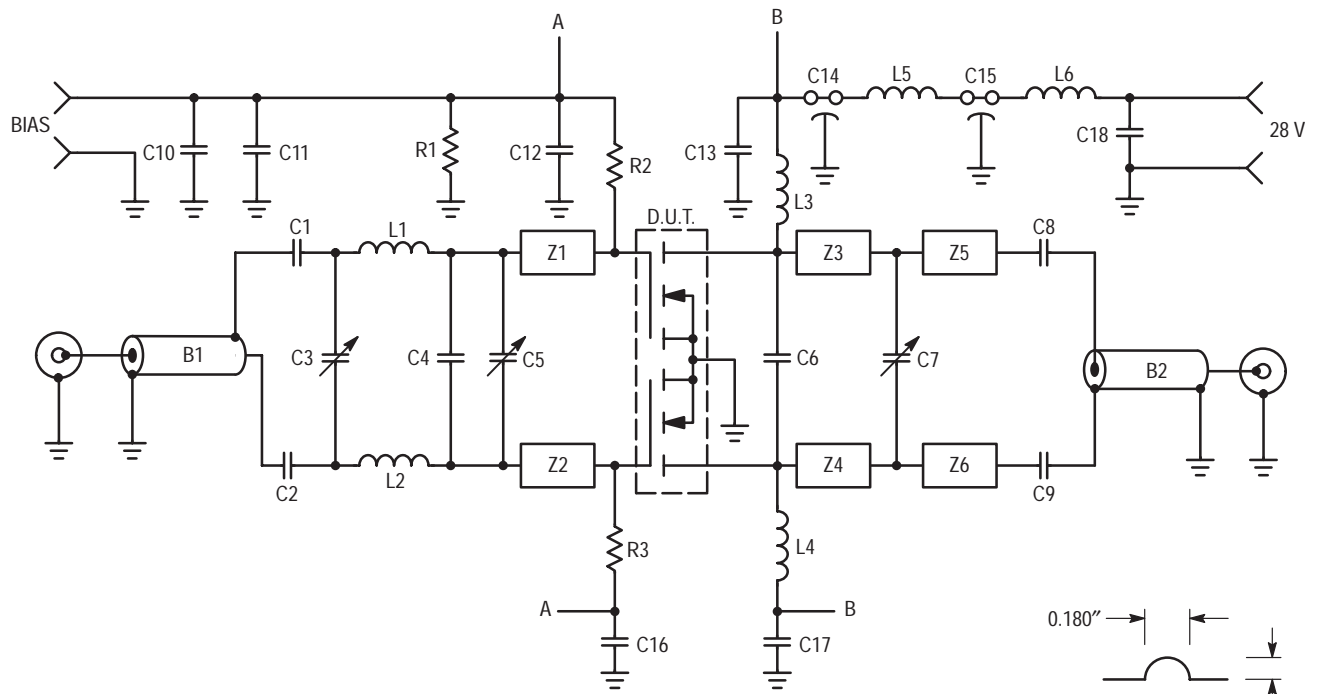 A
B
C14
L5
C15
L6
BIAS
C10
C11
R1
C12
R2
C13
C18
28 V
L3
D.U.T.
C1
L1
Z1
Z3
Z5
C8
B1
C3
C4
C5
C6
C7
B2
C2
L2
Z2
Z4
Z6
C9
R3
L4
A
B
C16
C17
0.180″